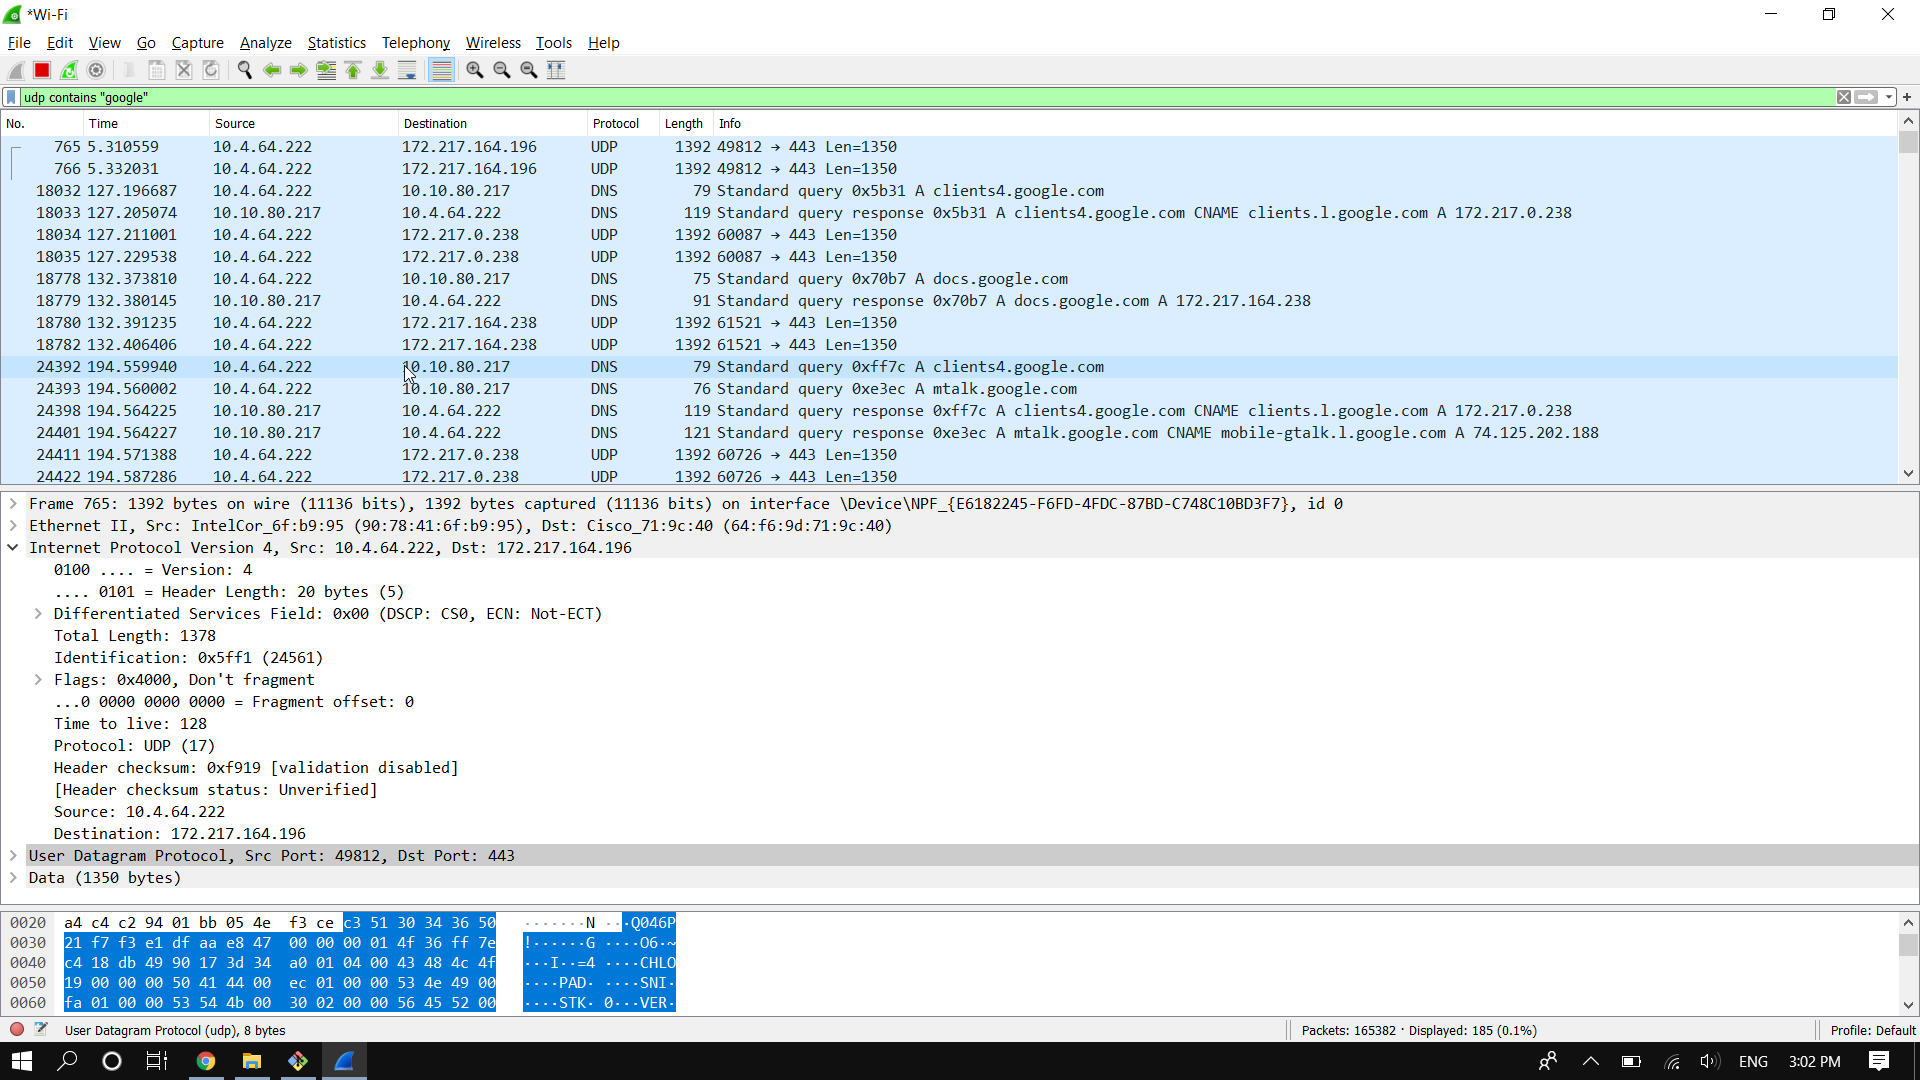 *Wi-Fi
File Edit View Go Capture Analyze Statistics Telephony Wireless Tools Help
udp contains "google"
No. Time Source Destination Protocol Length Info
765 5.310559 10.4.64.222 172.217.164.196 UDP 1392 49812 → 443 Len=1350
766 5.332031 10.4.64.222 172.217.164.196 UDP 1392 49812 → 443 Len=1350
18032 127.196687 10.4.64.222 10.10.80.217 DNS 79 Standard query 0x5b31 A clients4.google.com
18033 127.205074 10.10.80.217 10.4.64.222 DNS 119 Standard query response 0x5b31 A clients4.google.com CNAME clients.l.google.com A 172.217.0.238
18034 127.211001 10.4.64.222 172.217.0.238 UDP 1392 60087 → 443 Len=1350
18035 127.229538 10.4.64.222 172.217.0.238 UDP 1392 60087 → 443 Len=1350
18778 132.373810 10.4.64.222 10.10.80.217 DNS 75 Standard query 0x70b7 A docs.google.com
18779 132.380145 10.10.80.217 10.4.64.222 DNS 91 Standard query response 0x70b7 A docs.google.com A 172.217.164.238
18780 132.391235 10.4.64.222 172.217.164.238 UDP 1392 61521 → 443 Len=1350
18782 132.406406 10.4.64.222 172.217.164.238 UDP 1392 61521 → 443 Len=1350
24392 194.559940 10.4.64.222 10.10.80.217 DNS 79 Standard query 0xff7c A clients4.google.com
24393 194.560002 10.4.64.222 10.10.80.217 DNS 76 Standard query 0xe3ec A mtalk.google.com
24398 194.564225 10.10.80.217 10.4.64.222 DNS 119 Standard query response 0xff7c A clients4.google.com CNAME clients.l.google.com A 172.217.0.238
24401 194.564227 10.10.80.217 10.4.64.222 DNS 121 Standard query response 0xe3ec A mtalk.google.com CNAME mobile-gtalk.l.google.com A 74.125.202.188
24411 194.571388 10.4.64.222 172.217.0.238 UDP 1392 60726 → 443 Len=1350
24422 194.587286 10.4.64.222 172.217.0.238 UDP 1392 60726 → 443 Len=1350
Frame 765: 1392 bytes on wire (11136 bits), 1392 bytes captured (11136 bits) on interface \Device\NPF_{E6182245-F6FD-4FDC-87BD-C748C10BD3F7}, id 0
Ethernet II, Src: IntelCor_6f:b9:95 (90:78:41:6f:b9:95), Dst: Cisco_71:9c:40 (64:f6:9d:71:9c:40)
Internet Protocol Version 4, Src: 10.4.64.222, Dst: 172.217.164.196
0100 .... = Version: 4
.... 0101 = Header Length: 20 bytes (5)
Differentiated Services Field: 0x00 (DSCP: CS0, ECN: Not-ECT)
Total Length: 1378
Identification: 0x5ff1 (24561)
Flags: 0x4000, Don't fragment
...0 0000 0000 0000 = Fragment offset: 0
Time to live: 128
Protocol: UDP (17)
Header checksum: 0xf919 [validation disabled]
[Header checksum status: Unverified]
Source: 10.4.64.222
Destination: 172.217.164.196
User Datagram Protocol, Src Port: 49812, Dst Port: 443
Data (1350 bytes)
0020 a4 c4 c2 94 01 bb 05 4e f3 ce c3 51 30 34 36 50 ·······N ···Q046P
0030 21 f7 f3 e1 df aa e8 47 00 00 00 01 4f 36 ff 7e !······G ····O6·~
0040 c4 18 db 49 90 17 3d 34 a0 01 04 00 43 48 4c 4f ···I··=4 ····CHLO
0050 19 00 00 00 50 41 44 00 ec 01 00 00 53 4e 49 00 ····PAD· ····SNI·
0060 fa 01 00 00 53 54 4b 00 30 02 00 00 56 45 52 00 ····STK· 0···VER·
User Datagram Protocol (udp), 8 bytes Packets: 165382 · Displayed: 185 (0.1%) Profile: Default
ENG 3:02 PM